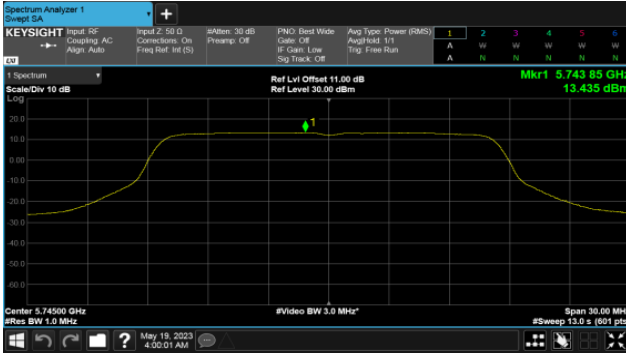 Spectrum Analyzer 1
Swept SA
+
KEYSIGHT Input: RF Input Z: 50 Ω #Atten: 30 dB PNO: Best Wide Avg Type: Power (RMS) 1 2 3 4 5 6
Coupling: AC Corrections: On Preamp: Off Gate: Off Avg|Hold: 1/1 A W W W W W
Align: Auto Freq Ref: Int (S) IF Gain: Low Trig: Free Run
Sig Track: Off A N N N N N
LXI
1 Spectrum
Scale/Div 10 dB
Ref Lvl Offset 11.00 dB
Ref Level 30.00 dBm
Mkr1 5.743 85 GHz
13.435 dBm
Log
20.0
10.0
0.00
-10.0
-20.0
-30.0
-40.0
-50.0
-60.0
1
Center 5.74500 GHz
#Res BW 1.0 MHz
#Video BW 3.0 MHz*
Span 30.00 MH
#Sweep 13.0 s (601 pts
?
May 19, 2023
4:00:01 AM